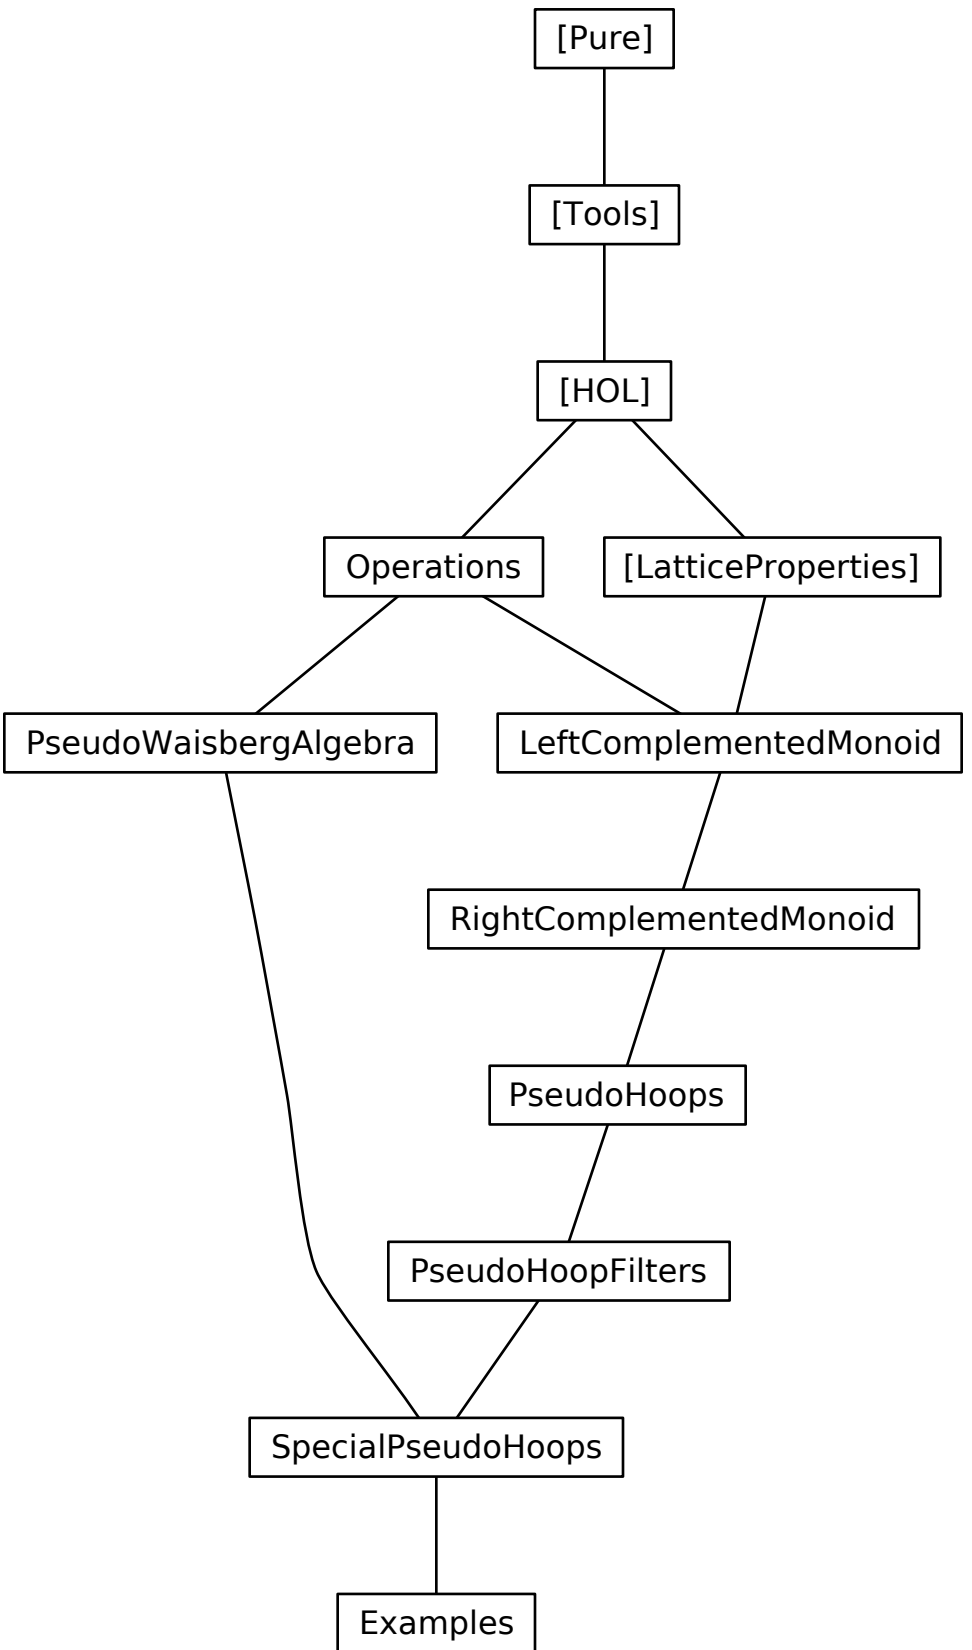 [Pure]
[Tools]
[HOL]
Operations
[LatticeProperties]
PseudoWaisbergAlgebra
LeftComplementedMonoid
RightComplementedMonoid
PseudoHoops
PseudoHoopFilters
SpecialPseudoHoops
Examples